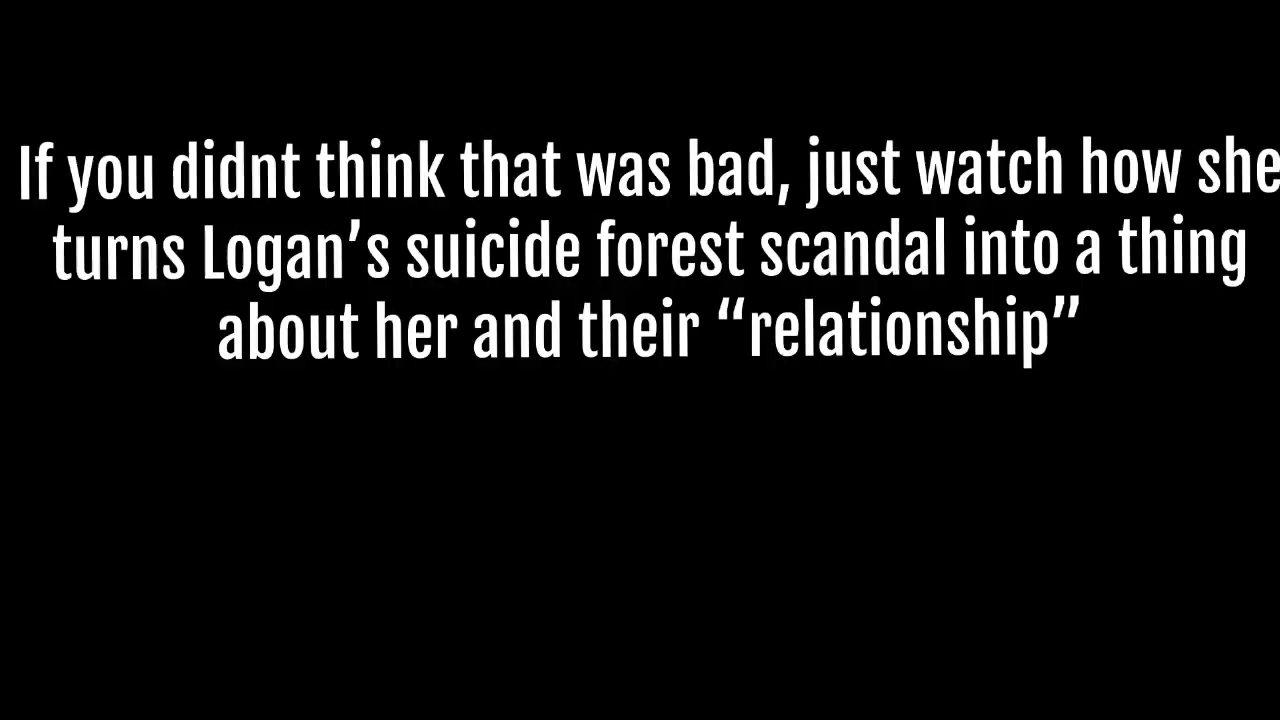 If you didnt think that was bad, just watch how she
turns Logan’s suicide forest scandal into a thing
about her and their “relationship”